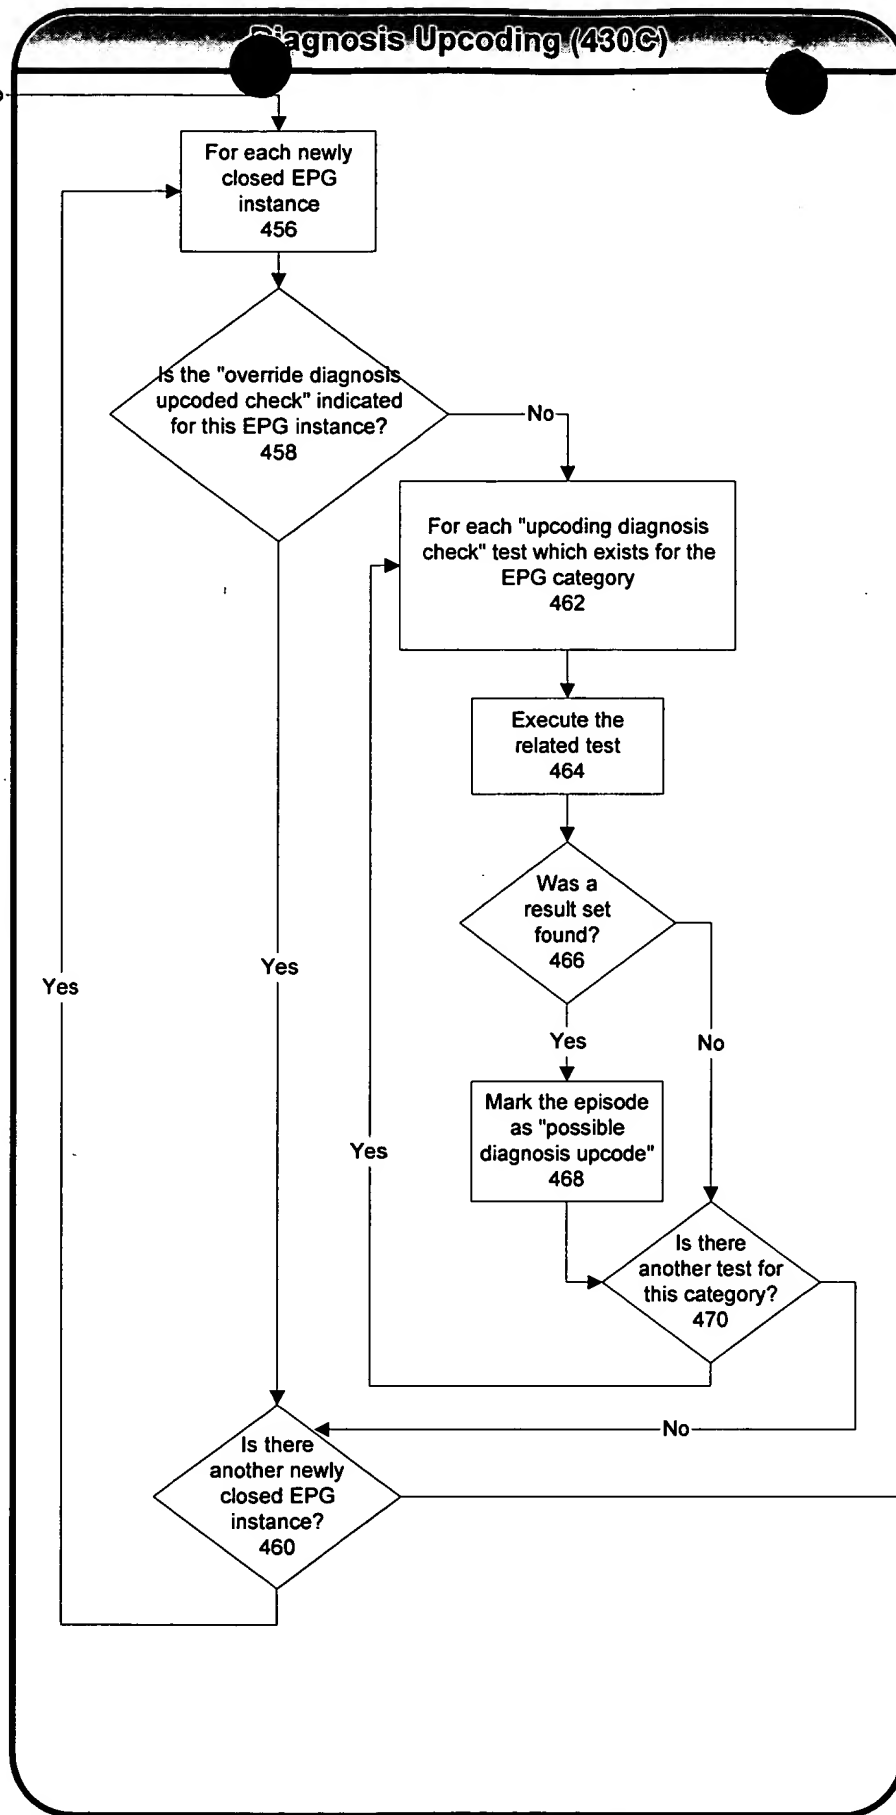 Diagnosis Upcoding (430C)
For each newly
closed EPG
instance
456
Is the "override diagnosis
upcoded check" indicated
for this EPG instance?
458
No
For each "upcoding diagnosis
check" test which exists for the
EPG category
462
Execute the
related test
464
Was a
result set
found?
466
Yes
Yes
Yes
No
Mark the episode
as "possible
diagnosis upcode"
468
Yes
Is there
another test for
this category?
470
No
Is there
another newly
closed EPG
instance?
460